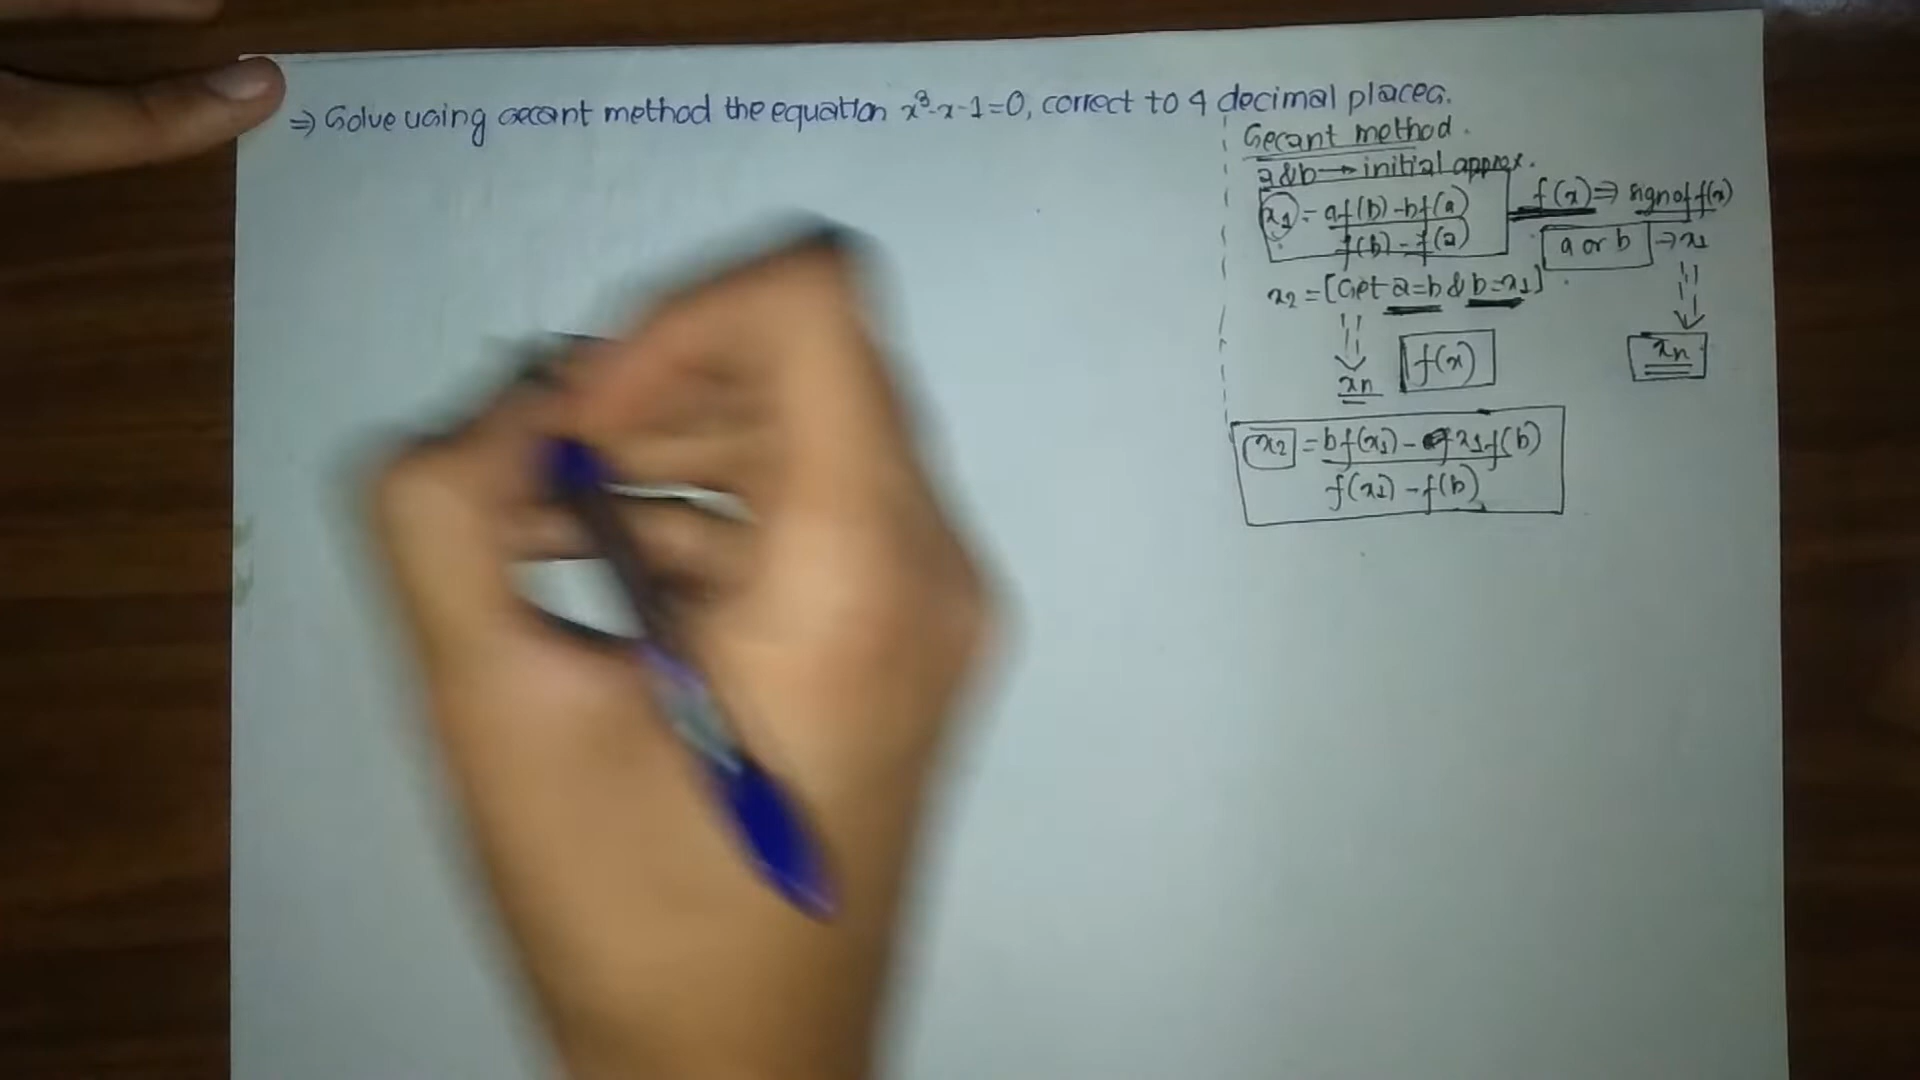 ⇒ Solve using secant method the equation x³-x-1=0, correct to 4 decimal places.
Secant method.
a & b → initial approx.
x₁ = af(b) - bf(a) / f(b) - f(a)
f(x) ⇒ sign of f(x)
a or b → x₁
x₂ = [Set a=b & b=x₁]
xn
f(x)
xn
x₂ = bf(x₁) - x₁f(b) / f(x₁) - f(b)